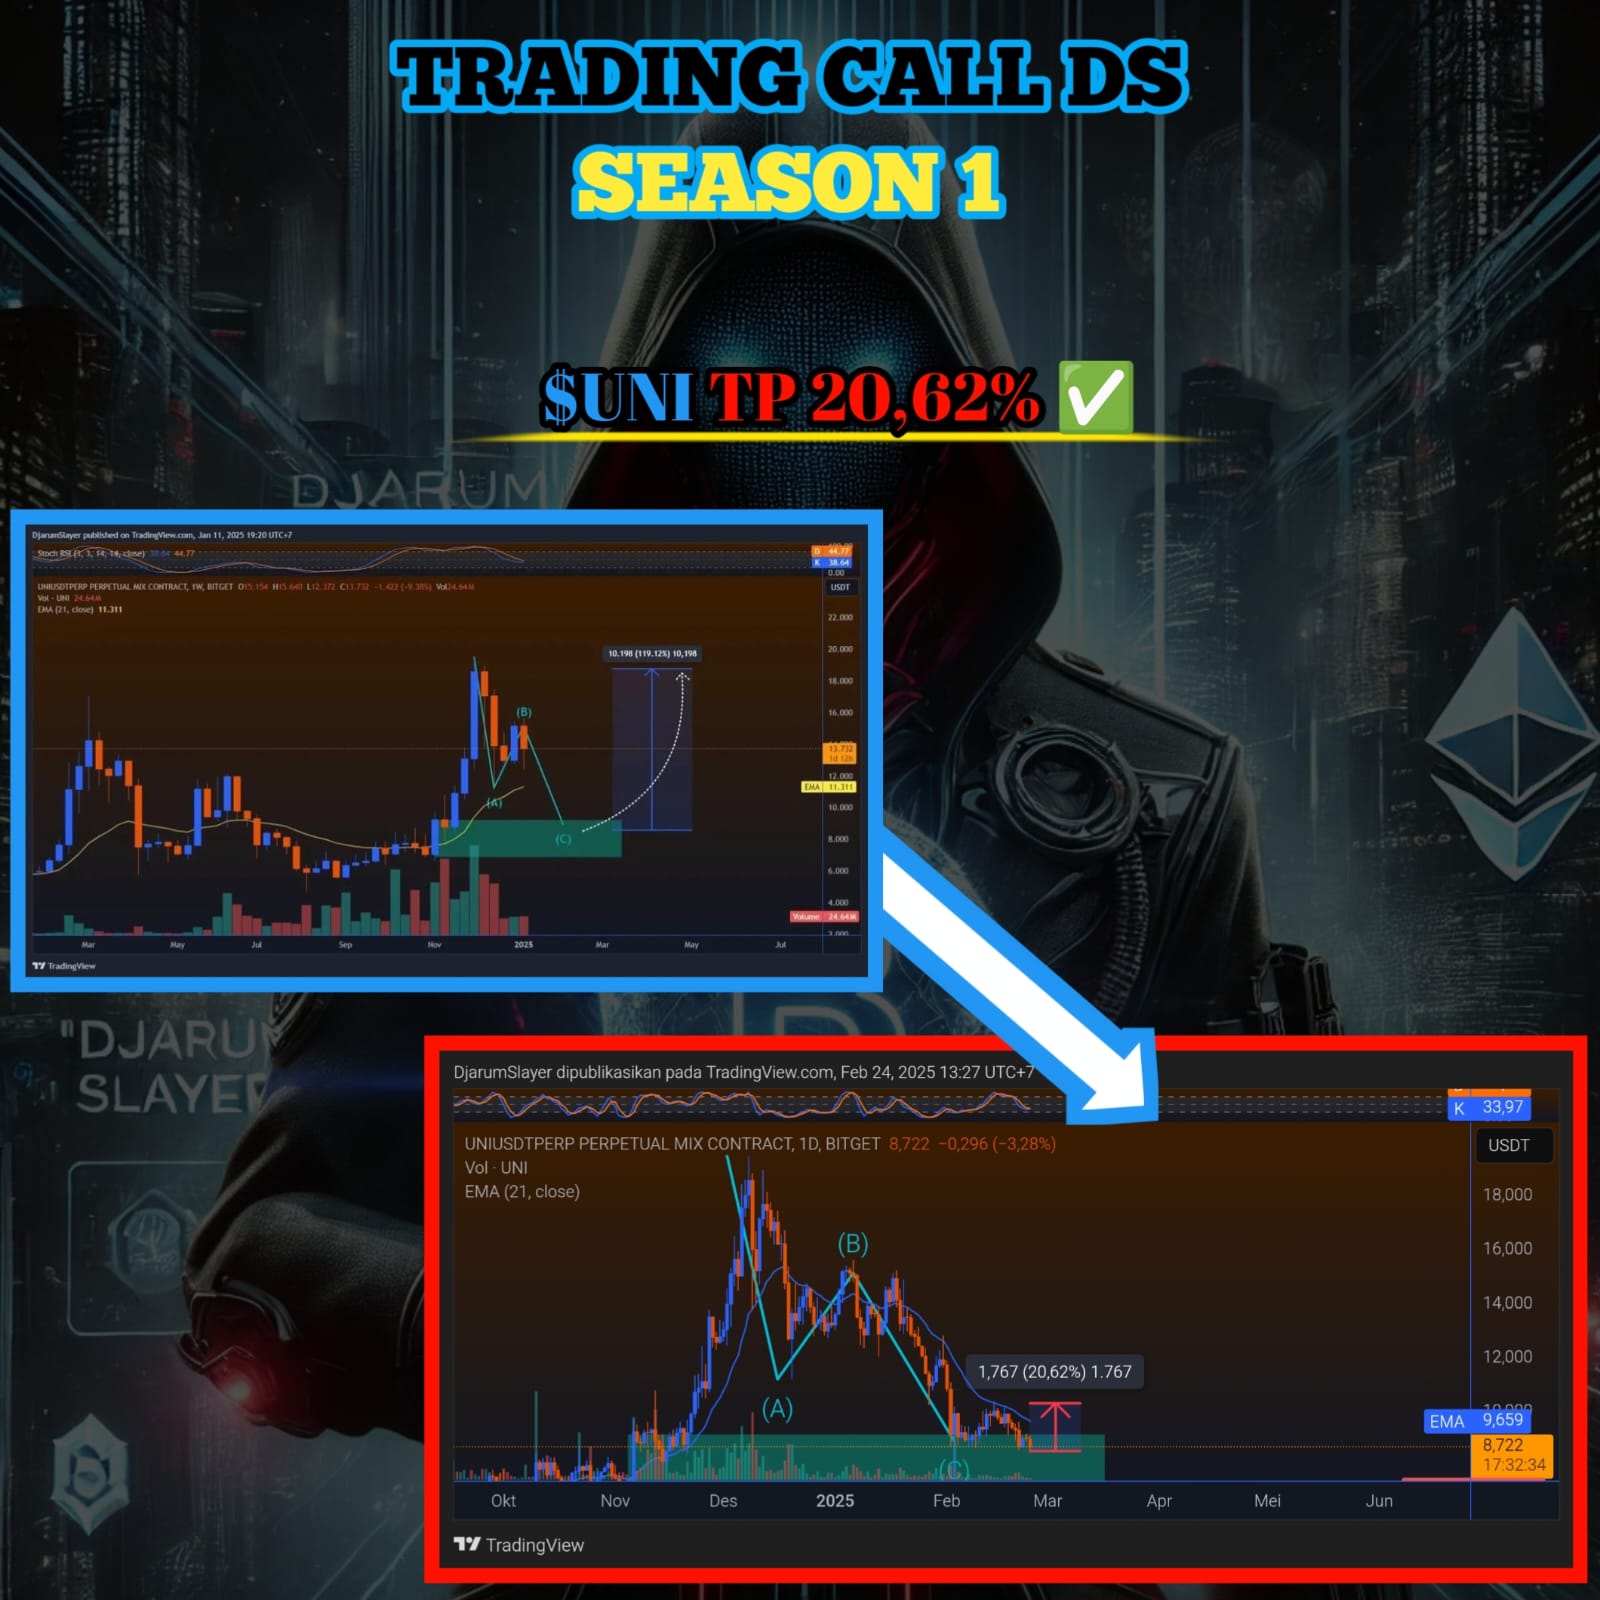 TRADING CALL DS
SEASON 1
$UNI TP 20,62% ✅
DJARUM
DjarumSlayer published on TradingView.com, Jan 11, 2025 19:20 UTC+7
Stoch RSI (3, 3, 14, 14, close) 38.64 44.77
D 44.77
K 38.64
0.00
UNIUSDTPERP PERPETUAL MIX CONTRACT, 1W, BITGET O15.154 H15.640 L12.372 C13.732 −1.422 (−9.38%) Vol24.64M
USDT
Vol · UNI 24.64M
EMA (21, close) 11.311
22.000
20.000
10.198 (119.12%) 10,198
18.000
16.000
(B)
13.732
1d 12h
12.000
EMA 11.311
(A)
10.000
8.000
(C)
6.000
4.000
Volume 24.64M
2.000
Mar May Jul Sep Nov 2025 Mar May Jul
TradingView
"DJARUM
SLAYER
DjarumSlayer dipublikasikan pada TradingView.com, Feb 24, 2025 13:27 UTC+7
K 33,97
UNIUSDTPERP PERPETUAL MIX CONTRACT, 1D, BITGET 8,722 −0,296 (−3,28%)
USDT
Vol · UNI
EMA (21, close)
18,000
(B)
16,000
14,000
12,000
1,767 (20,62%) 1.767
(A)
10,000
EMA 9,659
8,722
17:32:34
(C)
Okt Nov Des 2025 Feb Mar Apr Mei Jun
TradingView